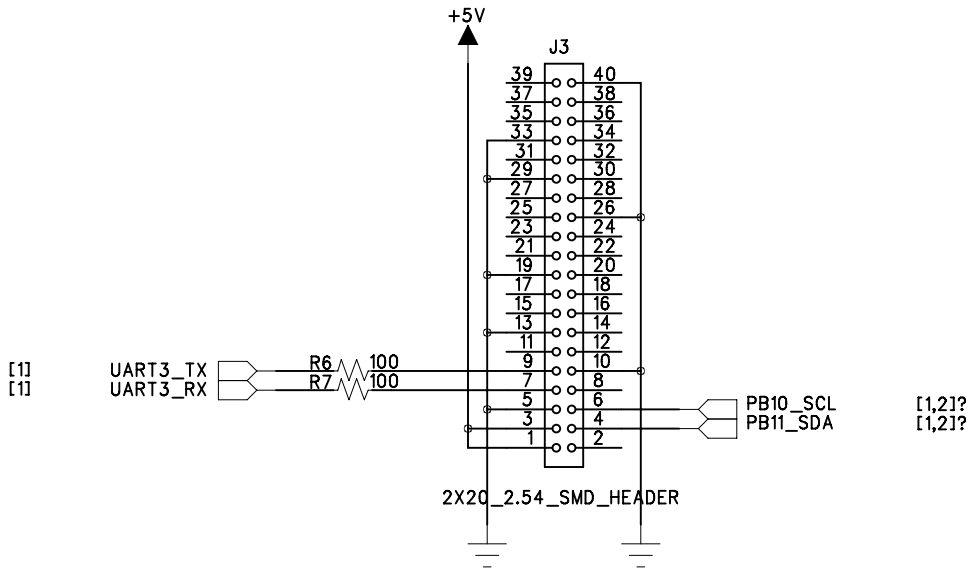 +5V
J3
39 40
37 38
35 36
33 34
31 32
29 30
27 28
25 26
23 24
21 22
19 20
17 18
15 16
13 14
11 12
[1] UART3_TX R6 100 9 10
[1] UART3_RX R7 100 7 8
5 6 PB10_SCL [1,2]?
3 4 PB11_SDA [1,2]?
1 2
2X20_2.54_SMD_HEADER